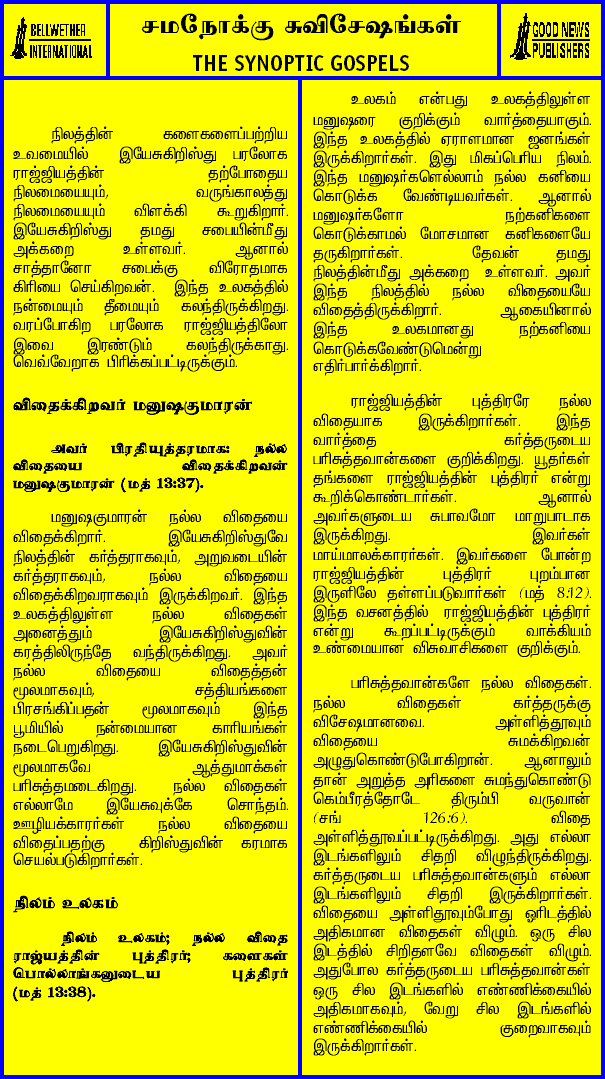 BELLWETHER
INTERNATIONAL
சமநோக்கு சுவிசேஷங்கள்
THE SYNOPTIC GOSPELS
GOOD NEWS
PUBLISHERS
நிலத்தின் களைகளைப்பற்றிய
உவமையில் இயேசுகிறிஸ்து பரலோக
ராஜ்ஜியத்தின் தற்போதைய
நிலமையையும், வருங்காலத்து
நிலமையையும் விளக்கி கூறுகிறார்.
இயேசுகிறிஸ்து தமது சபையின்மீது
அக்கறை உள்ளவர். ஆனால்
சாத்தானோ சபைக்கு விரோதமாக
கிரியை செய்கிறவன். இந்த உலகத்தில்
நன்மையும் தீமையும் கலந்திருக்கிறது.
வரப்போகிற பரலோக ராஜ்ஜியத்திலோ
இவை இரண்டும் கலந்திருக்காது.
வெவ்வேறாக பிரிக்கப்பட்டிருக்கும்.
விதைக்கிறவர் மனுஷகுமாரன்
அவர் பிரதியுத்தரமாக: நல்ல
விதையை விதைக்கிறவன்
மனுஷகுமாரன் (மத் 13:37).
மனுஷகுமாரன் நல்ல விதையை
விதைக்கிறார். இயேசுகிறிஸ்துவே
நிலத்தின் கர்த்தராகவும், அறுவடையின்
கர்த்தராகவும், நல்ல விதையை
விதைக்கிறவராகவும் இருக்கிறவர். இந்த
உலகத்திலுள்ள நல்ல விதைகள்
அனைத்தும் இயேசுகிறிஸ்துவின்
கரத்திலிருந்தே வந்திருக்கிறது. அவர்
நல்ல விதையை விதைத்தன்
மூலமாகவும், சத்தியங்களை
பிரசங்கிப்பதன் மூலமாகவும் இந்த
பூமியில் நன்மையான காரியங்கள்
நடைபெறுகிறது. இயேசுகிறிஸ்துவின்
மூலமாகவே ஆத்துமாக்கள்
பரிசுத்தமடைகிறது. நல்ல விதைகள்
எல்லாமே இயேசுவுக்கே சொந்தம்.
ஊழியக்காரர்கள் நல்ல விதையை
விதைப்பதற்கு கிறிஸ்துவின் கரமாக
செயல்படுகிறார்கள்.
நிலம் உலகம்
நிலம் உலகம்; நல்ல விதை
ராஜ்யத்தின் புத்திரர்; களைகள்
பொல்லாங்கனுடைய புத்திரர்
(மத் 13:38).
உலகம் என்பது உலகத்திலுள்ள
மனுஷரை குறிக்கும் வார்த்தையாகும்.
இந்த உலகத்தில் ஏராளமான ஜனங்கள்
இருக்கிறார்கள். இது மிகப்பெரிய நிலம்.
இந்த மனுஷர்களெல்லாம் நல்ல கனியை
கொடுக்க வேண்டியவர்கள். ஆனால்
மனுஷர்களோ நற்கனிகளை
கொடுக்காமல் மோசமான கனிகளையே
தருகிறார்கள். தேவன் தமது
நிலத்தின்மீது அக்கறை உள்ளவர். அவர்
இந்த நிலத்தில் நல்ல விதையையே
விதைத்திருக்கிறார். ஆகையினால்
இந்த உலகமானது நற்கனியை
கொடுக்கவேண்டுமென்று
எதிர்பார்க்கிறார்.
ராஜ்ஜியத்தின் புத்திரரே நல்ல
விதையாக இருக்கிறார்கள். இந்த
வார்த்தை கர்த்தருடைய
பரிசுத்தவான்களை குறிக்கிறது. யூதர்கள்
தங்களை ராஜ்ஜியத்தின் புத்திரர் என்று
கூறிக்கொண்டார்கள். ஆனால்
அவர்களுடைய சுபாவமோ மாறுபாடாக
இருக்கிறது. இவர்கள்
மாய்மாலக்காரர்கள். இவர்களை போன்ற
ராஜ்ஜியத்தின் புத்திரர் புறம்பான
இருளிலே தள்ளப்படுவார்கள் (மத் 8:12).
இந்த வசனத்தில் ராஜ்ஜியத்தின் புத்திரர்
என்று கூறப்பட்டிருக்கும் வாக்கியம்
உண்மையான விசுவாசிகளை குறிக்கும்.
பரிசுத்தவான்களே நல்ல விதைகள்.
நல்ல விதைகள் கர்த்தருக்கு
விசேஷமானவை. அள்ளித்தூவும்
விதையை சுமக்கிறவன்
அழுதுகொண்டுபோகிறான். ஆனாலும்
தான் அறுத்த அரிகளை சுமந்துகொண்டு
கெம்பீரத்தோடே திரும்பி வருவான்
(சங் 126:6). விதை
அள்ளித்தூவப்பட்டிருக்கிறது. அது எல்லா
இடங்களிலும் சிதறி விழுந்திருக்கிறது.
கர்த்தருடைய பரிசுத்தவான்களும் எல்லா
இடங்களிலும் சிதறி இருக்கிறார்கள்.
விதையை அள்ளிதூவும்போது ஓரிடத்தில்
அதிகமான விதைகள் விழும். ஒரு சில
இடத்தில் சிறிதளவே விதைகள் விழும்.
அதுபோல கர்த்தருடைய பரிசுத்தவான்கள்
ஒரு சில இடங்களில் எண்ணிக்கையில்
அதிகமாகவும், வேறு சில இடங்களில்
எண்ணிக்கையில் குறைவாகவும்
இருக்கிறார்கள்.